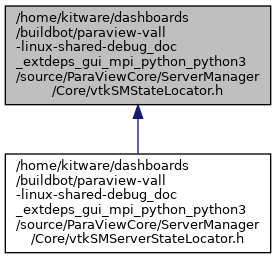 /home/kitware/dashboards
/buildbot/paraview-vall
-linux-shared-debug_doc
_extdeps_gui_mpi_python_python3
/source/ParaViewCore/ServerManager
/Core/vtkSMStateLocator.h
/home/kitware/dashboards
/buildbot/paraview-vall
-linux-shared-debug_doc
_extdeps_gui_mpi_python_python3
/source/ParaViewCore/ServerManager
/Core/vtkSMServerStateLocator.h